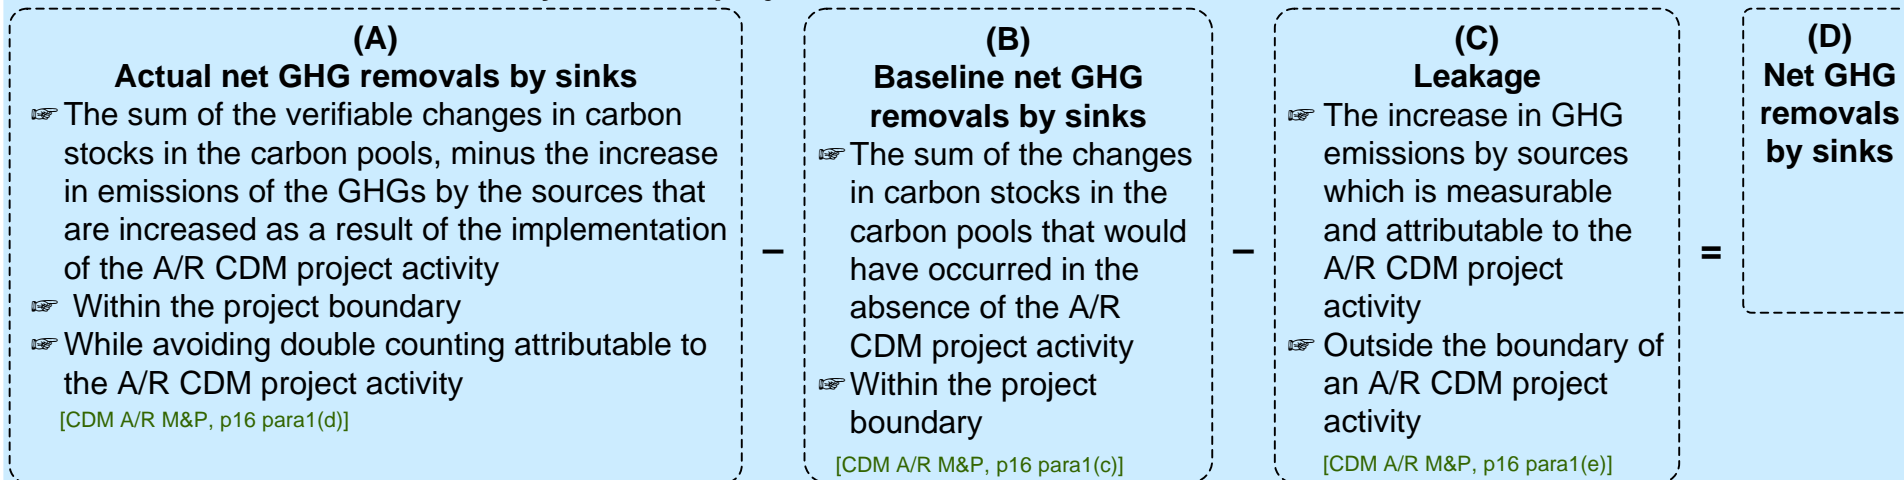 (A)
Actual net GHG removals by sinks
☞ The sum of the verifiable changes in carbon
stocks in the carbon pools, minus the increase
in emissions of the GHGs by the sources that
are increased as a result of the implementation
of the A/R CDM project activity
☞ Within the project boundary
☞ While avoiding double counting attributable to
the A/R CDM project activity
[CDM A/R M&P, p16 para1(d)]
–
(B)
Baseline net GHG
removals by sinks
☞ The sum of the changes
in carbon stocks in the
carbon pools that would
have occurred in the
absence of the A/R
CDM project activity
☞ Within the project
boundary
[CDM A/R M&P, p16 para1(c)]
–
(C)
Leakage
☞ The increase in GHG
emissions by sources
which is measurable
and attributable to the
A/R CDM project
activity
☞ Outside the boundary of
an A/R CDM project
activity
[CDM A/R M&P, p16 para1(e)]
=
(D)
Net GHG
removals
by sinks